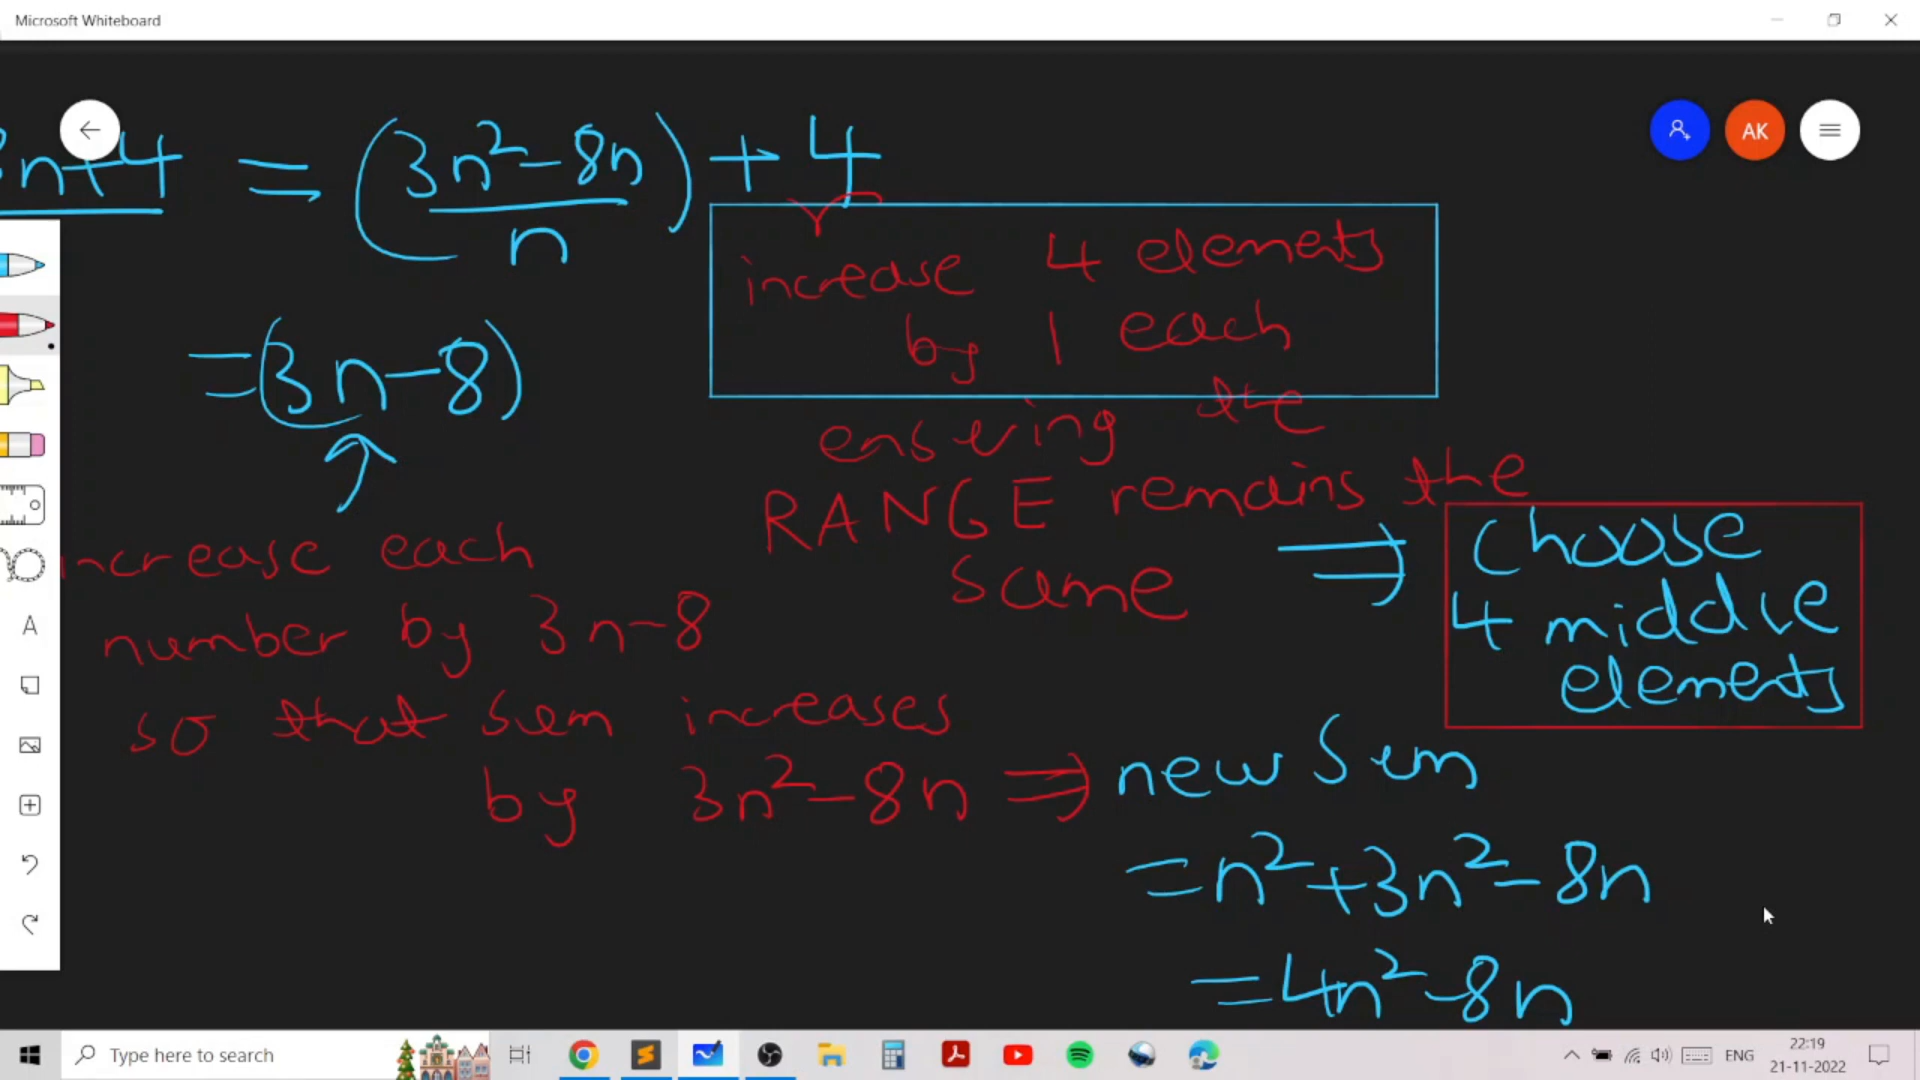 Microsoft Whiteboard
AK
n+4 = (3n²-8n / n) + 4
increase 4 elements
by 1 each
=(3n-8)
ensuring the
RANGE remains the
same
⇒ Choose
4 middle
elements
ncrease each
number by 3n-8
so that sum increases
by 3n²-8n ⇒ new Sum
= n²+3n²-8n
= 4n²-8n
A
Type here to search
ENG
22:19
21-11-2022